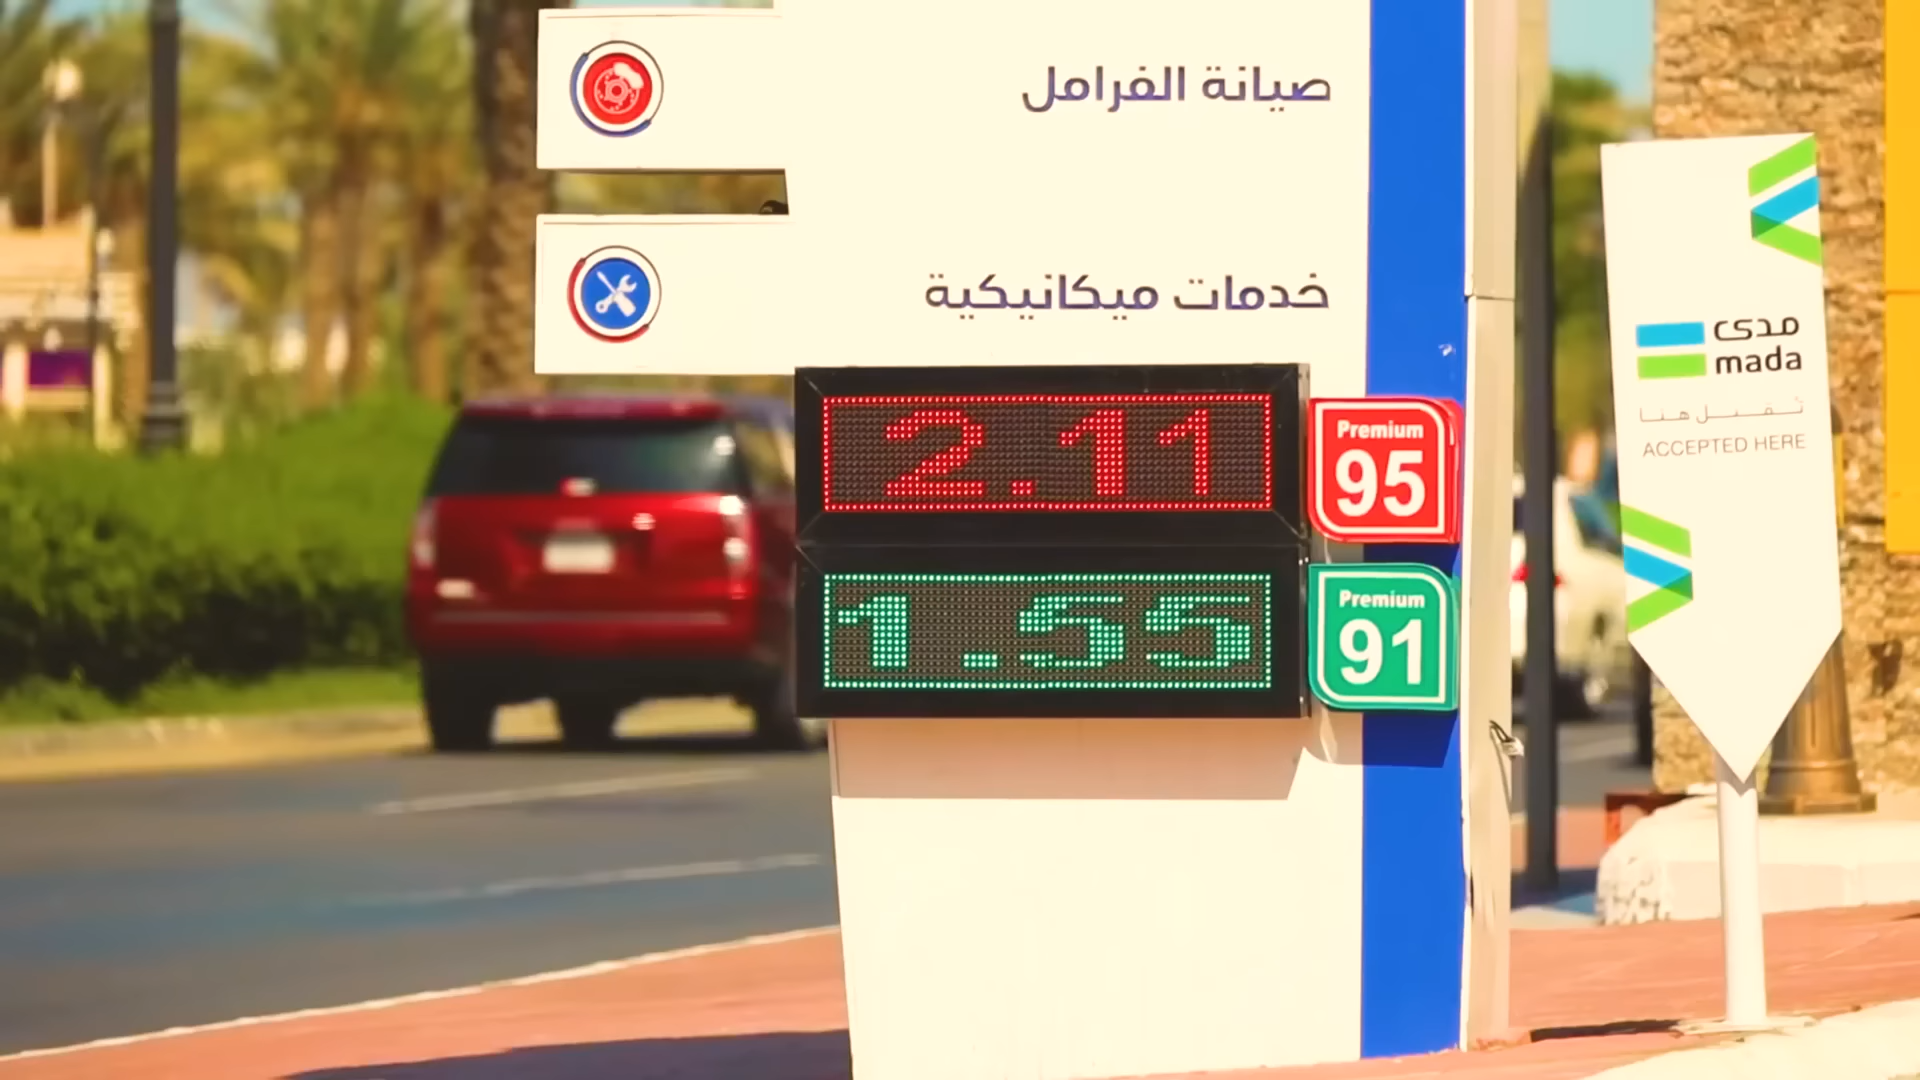 صيانة الفرامل
خدمات ميكانيكية
2.11
Premium
95
1.55
Premium
91
مدى
mada
تقبل هنا
ACCEPTED HERE